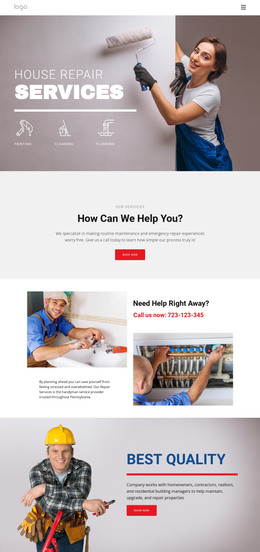 logo
HOUSE REPAIR
SERVICES
PAINTING
CLEANING
PLUMBING
OUR SERVICES
How Can We Help You?
We specialize in making routine maintenance and emergency repair experiences
worry free. Give us a call today to learn how simple our process truly is!
BOOK NOW
Need Help Right Away?
Call us now: 723-123-345
By planning ahead you can save yourself from
feeling stressed and overwhelmed. Our Repair
Services is the handyman service provider
trusted throughout Pennsylvania.
BEST QUALITY
Company works with homeowners, contractors, realtors,
and residential building managers to help maintain,
upgrade, and repair properties
BOOK NOW